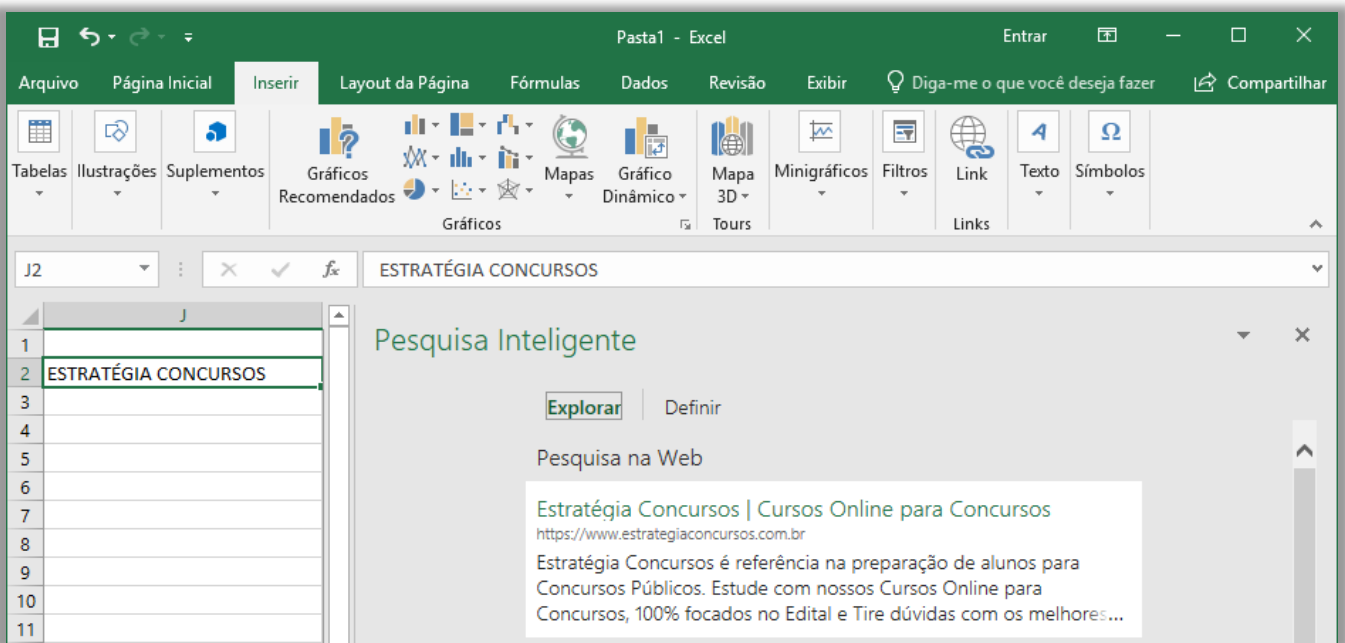 Pasta1 - Excel Entrar
Arquivo Página Inicial Inserir Layout da Página Fórmulas Dados Revisão Exibir Diga-me o que você deseja fazer Compartilhar
Tabelas Ilustrações Suplementos Gráficos Recomendados Mapas Gráfico Dinâmico Mapa 3D Minigráficos Filtros Link Texto Símbolos
Gráficos Tours Links
J2 fx ESTRATÉGIA CONCURSOS
J
Pesquisa Inteligente
1
2 ESTRATÉGIA CONCURSOS
3
Explorar Definir
4
5
Pesquisa na Web
6
7
Estratégia Concursos | Cursos Online para Concursos
https://www.estrategiaconcursos.com.br
8
9
Estratégia Concursos é referência na preparação de alunos para
10
Concursos Públicos. Estude com nossos Cursos Online para
11
Concursos, 100% focados no Edital e Tire dúvidas com os melhores...